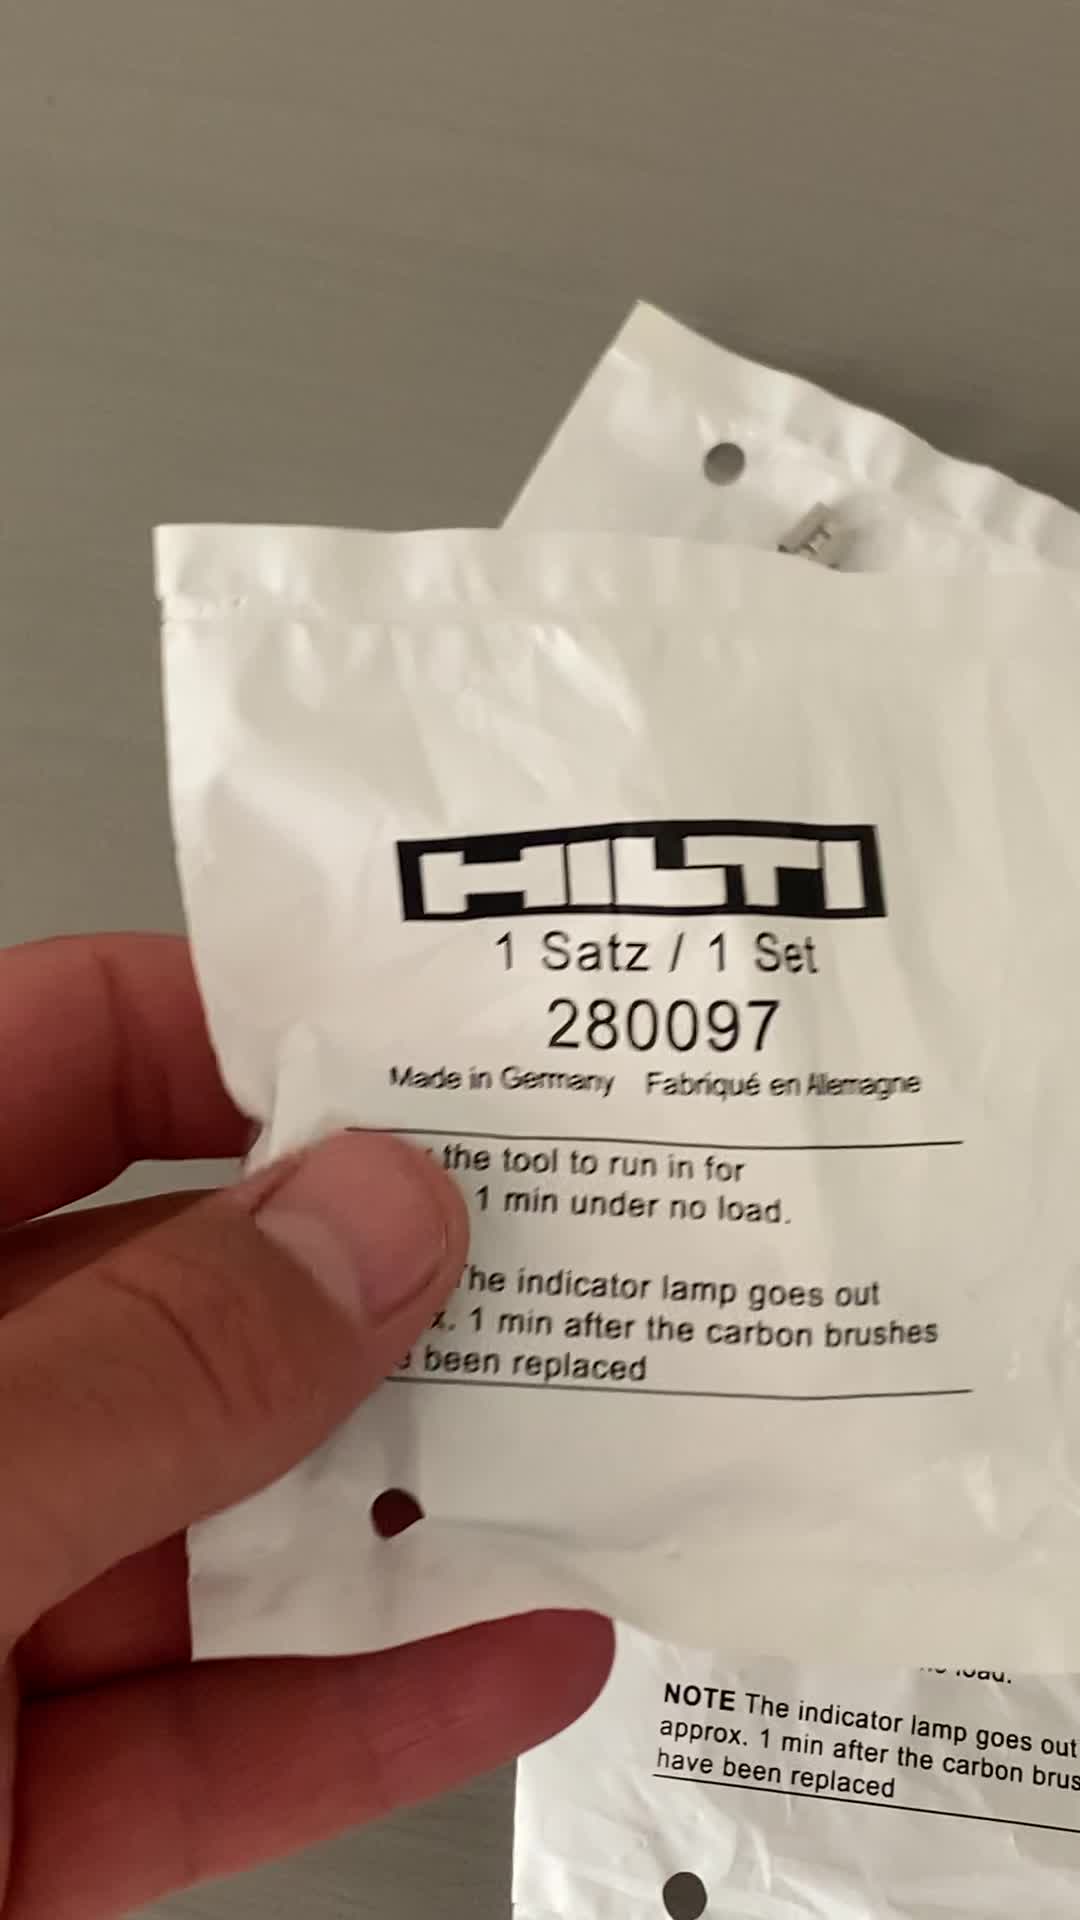 HILTI
1 Satz / 1 Set
280097
Made in Germany Fabriqué en Allemagne
the tool to run in for
1 min under no load.
The indicator lamp goes out
x. 1 min after the carbon brushes
been replaced
load.
NOTE The indicator lamp goes out
approx. 1 min after the carbon brus
have been replaced